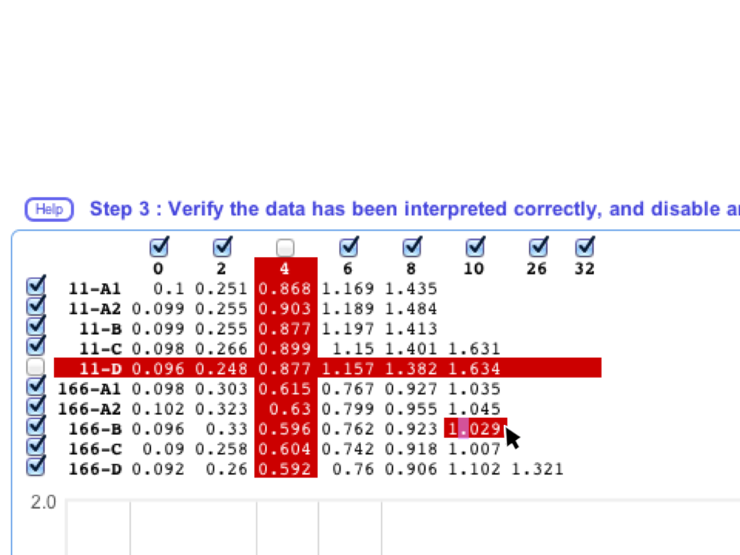 Help Step 3 : Verify the data has been interpreted correctly, and disable
0 2 4 6 8 10 26 32
11-A1 0.1 0.251 0.868 1.169 1.435
11-A2 0.099 0.255 0.903 1.189 1.484
11-B 0.099 0.255 0.877 1.197 1.413
11-C 0.098 0.266 0.899 1.15 1.401 1.631
11-D 0.096 0.248 0.877 1.157 1.382 1.634
166-A1 0.098 0.303 0.615 0.767 0.927 1.035
166-A2 0.102 0.323 0.63 0.799 0.955 1.045
166-B 0.096 0.33 0.596 0.762 0.923 1.029
166-C 0.09 0.258 0.604 0.742 0.918 1.007
166-D 0.092 0.26 0.592 0.76 0.906 1.102 1.321
2.0